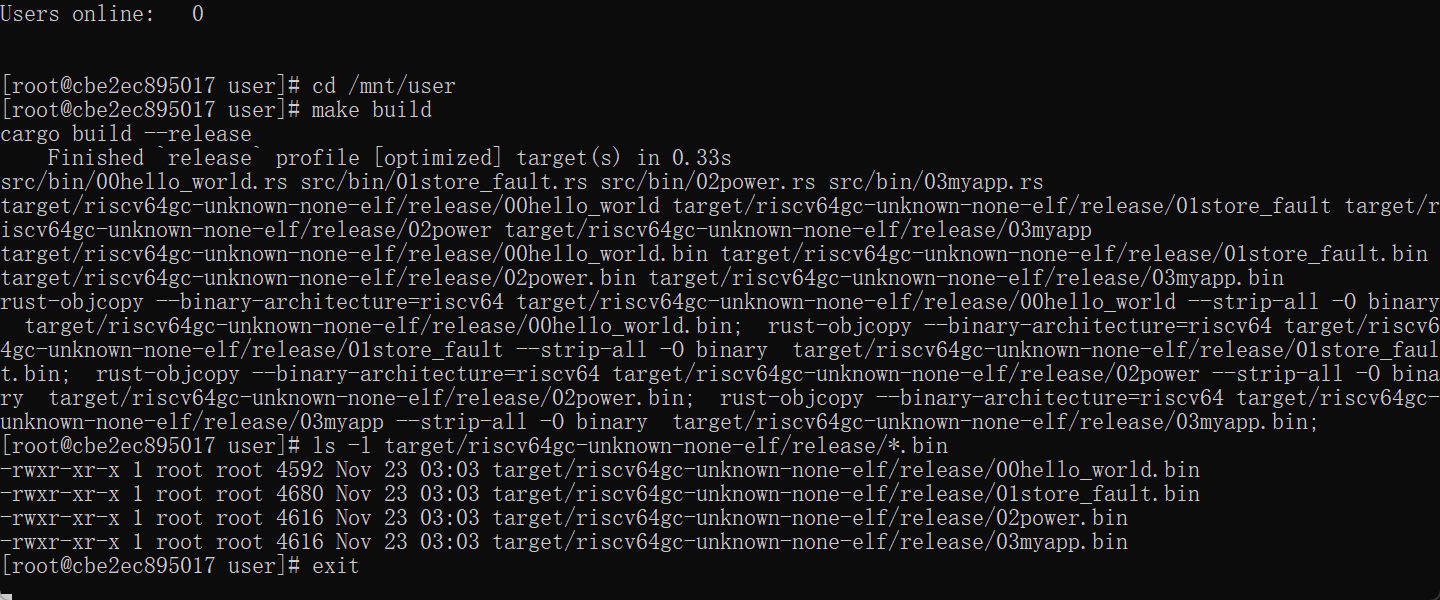 Users online:   0
[root@cbe2ec895017 user]# cd /mnt/user
[root@cbe2ec895017 user]# make build
cargo build --release
    Finished `release` profile [optimized] target(s) in 0.33s
src/bin/00hello_world.rs src/bin/01store_fault.rs src/bin/02power.rs src/bin/03myapp.rs
target/riscv64gc-unknown-none-elf/release/00hello_world target/riscv64gc-unknown-none-elf/release/01store_fault target/r
iscv64gc-unknown-none-elf/release/02power target/riscv64gc-unknown-none-elf/release/03myapp
target/riscv64gc-unknown-none-elf/release/00hello_world.bin target/riscv64gc-unknown-none-elf/release/01store_fault.bin
target/riscv64gc-unknown-none-elf/release/02power.bin target/riscv64gc-unknown-none-elf/release/03myapp.bin
rust-objcopy --binary-architecture=riscv64 target/riscv64gc-unknown-none-elf/release/00hello_world --strip-all -O binary
  target/riscv64gc-unknown-none-elf/release/00hello_world.bin;  rust-objcopy --binary-architecture=riscv64 target/riscv6
4gc-unknown-none-elf/release/01store_fault --strip-all -O binary  target/riscv64gc-unknown-none-elf/release/01store_faul
t.bin;  rust-objcopy --binary-architecture=riscv64 target/riscv64gc-unknown-none-elf/release/02power --strip-all -O bina
ry  target/riscv64gc-unknown-none-elf/release/02power.bin;  rust-objcopy --binary-architecture=riscv64 target/riscv64gc-
unknown-none-elf/release/03myapp --strip-all -O binary  target/riscv64gc-unknown-none-elf/release/03myapp.bin;
[root@cbe2ec895017 user]# ls -l target/riscv64gc-unknown-none-elf/release/*.bin
-rwxr-xr-x 1 root root 4592 Nov 23 03:03 target/riscv64gc-unknown-none-elf/release/00hello_world.bin
-rwxr-xr-x 1 root root 4680 Nov 23 03:03 target/riscv64gc-unknown-none-elf/release/01store_fault.bin
-rwxr-xr-x 1 root root 4616 Nov 23 03:03 target/riscv64gc-unknown-none-elf/release/02power.bin
-rwxr-xr-x 1 root root 4616 Nov 23 03:03 target/riscv64gc-unknown-none-elf/release/03myapp.bin
[root@cbe2ec895017 user]# exit